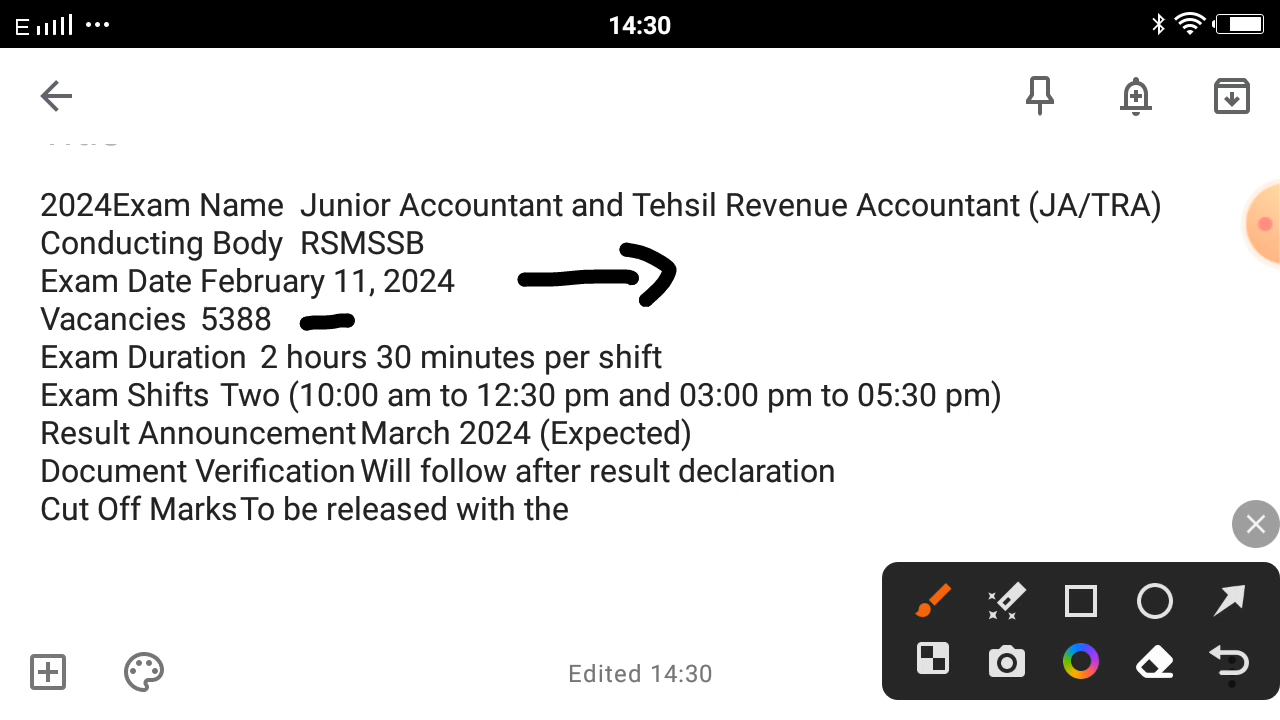 E 14:30
2024Exam Name Junior Accountant and Tehsil Revenue Accountant (JA/TRA)
Conducting Body RSMSSB
Exam Date February 11, 2024
Vacancies 5388
Exam Duration 2 hours 30 minutes per shift
Exam Shifts Two (10:00 am to 12:30 pm and 03:00 pm to 05:30 pm)
Result Announcement March 2024 (Expected)
Document Verification Will follow after result declaration
Cut Off Marks To be released with the
Edited 14:30